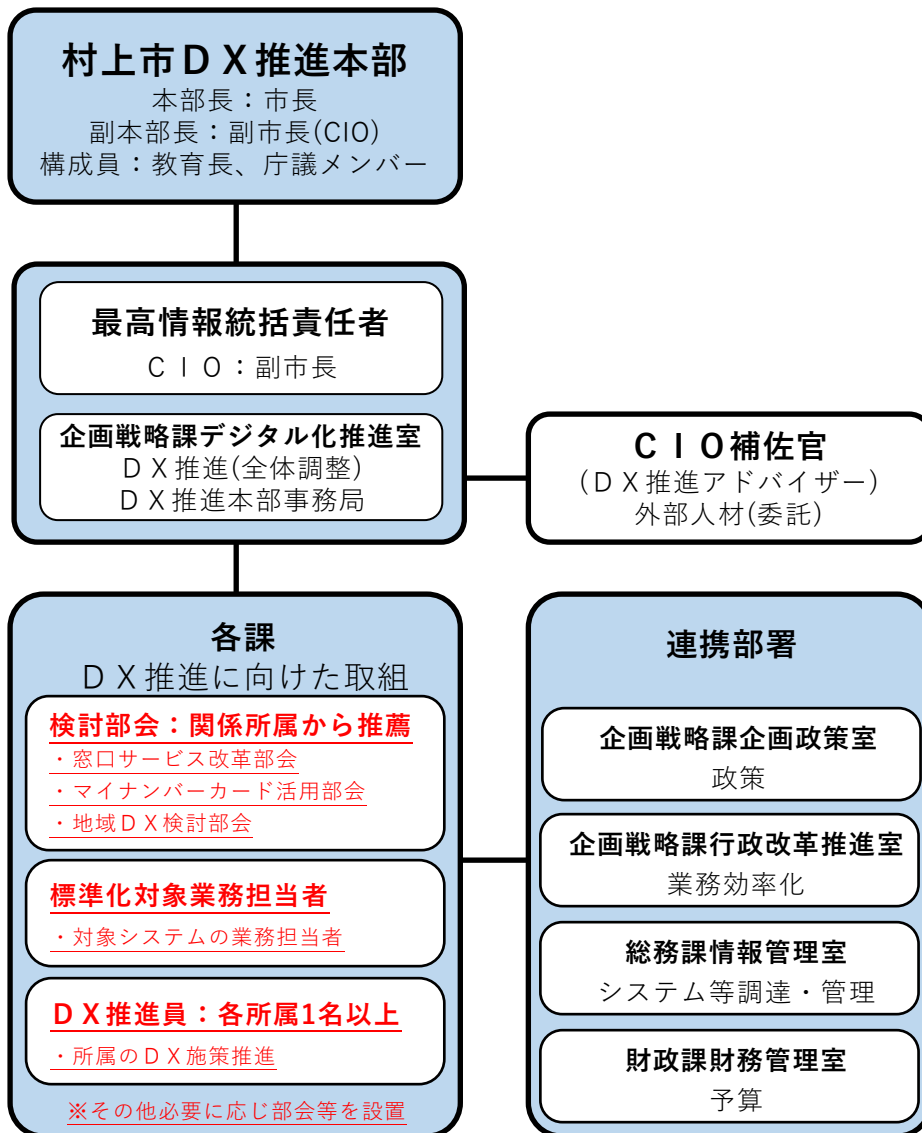 村上市ＤＸ推進本部
本部長：市長
副本部長：副市長(CIO)
構成員：教育長、庁議メンバー
最高情報統括責任者
ＣＩＯ：副市長
企画戦略課デジタル化推進室
ＤＸ推進(全体調整)
ＤＸ推進本部事務局
ＣＩＯ補佐官
（ＤＸ推進アドバイザー）
外部人材(委託)
各課
ＤＸ推進に向けた取組
検討部会：関係所属から推薦
・窓口サービス改革部会
・マイナンバーカード活用部会
・地域ＤＸ検討部会
標準化対象業務担当者
・対象システムの業務担当者
ＤＸ推進員：各所属1名以上
・所属のＤＸ施策推進
※その他必要に応じ部会等を設置
連携部署
企画戦略課企画政策室
政策
企画戦略課行政改革推進室
業務効率化
総務課情報管理室
システム等調達・管理
財政課財務管理室
予算